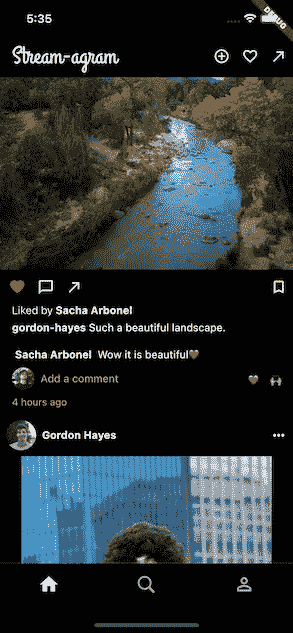 5:35
DEBUG
Stream-agram
Liked by Sacha Arbonel
gordon-hayes Such a beautiful landscape.
Sacha Arbonel Wow it is beautiful🤎
Add a comment
4 hours ago
Gordon Hayes